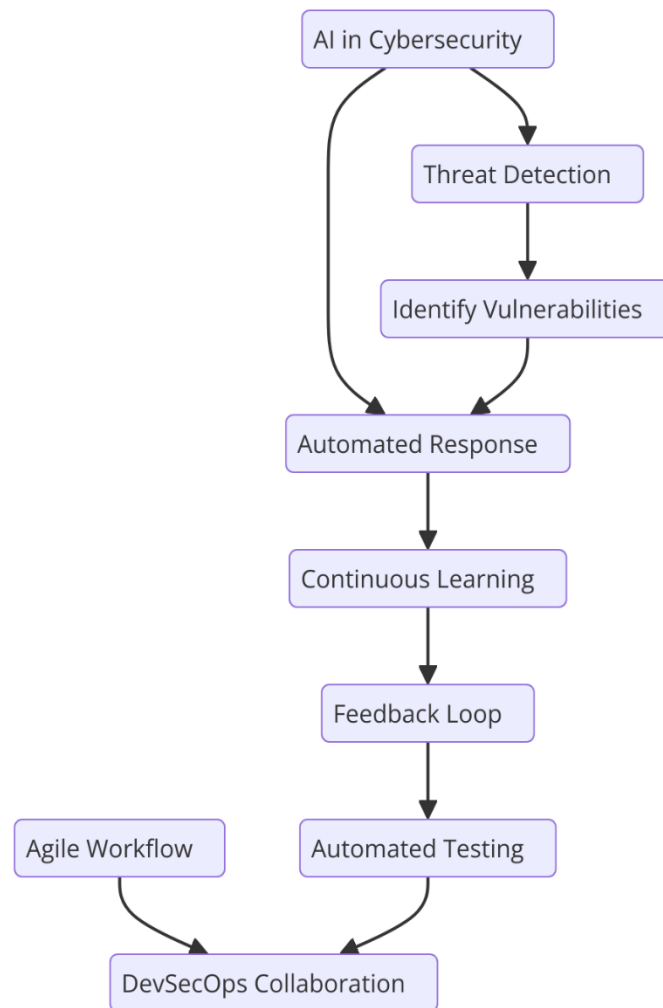 AI in Cybersecurity
Threat Detection
Identify Vulnerabilities
Automated Response
Continuous Learning
Feedback Loop
Agile Workflow
Automated Testing
DevSecOps Collaboration